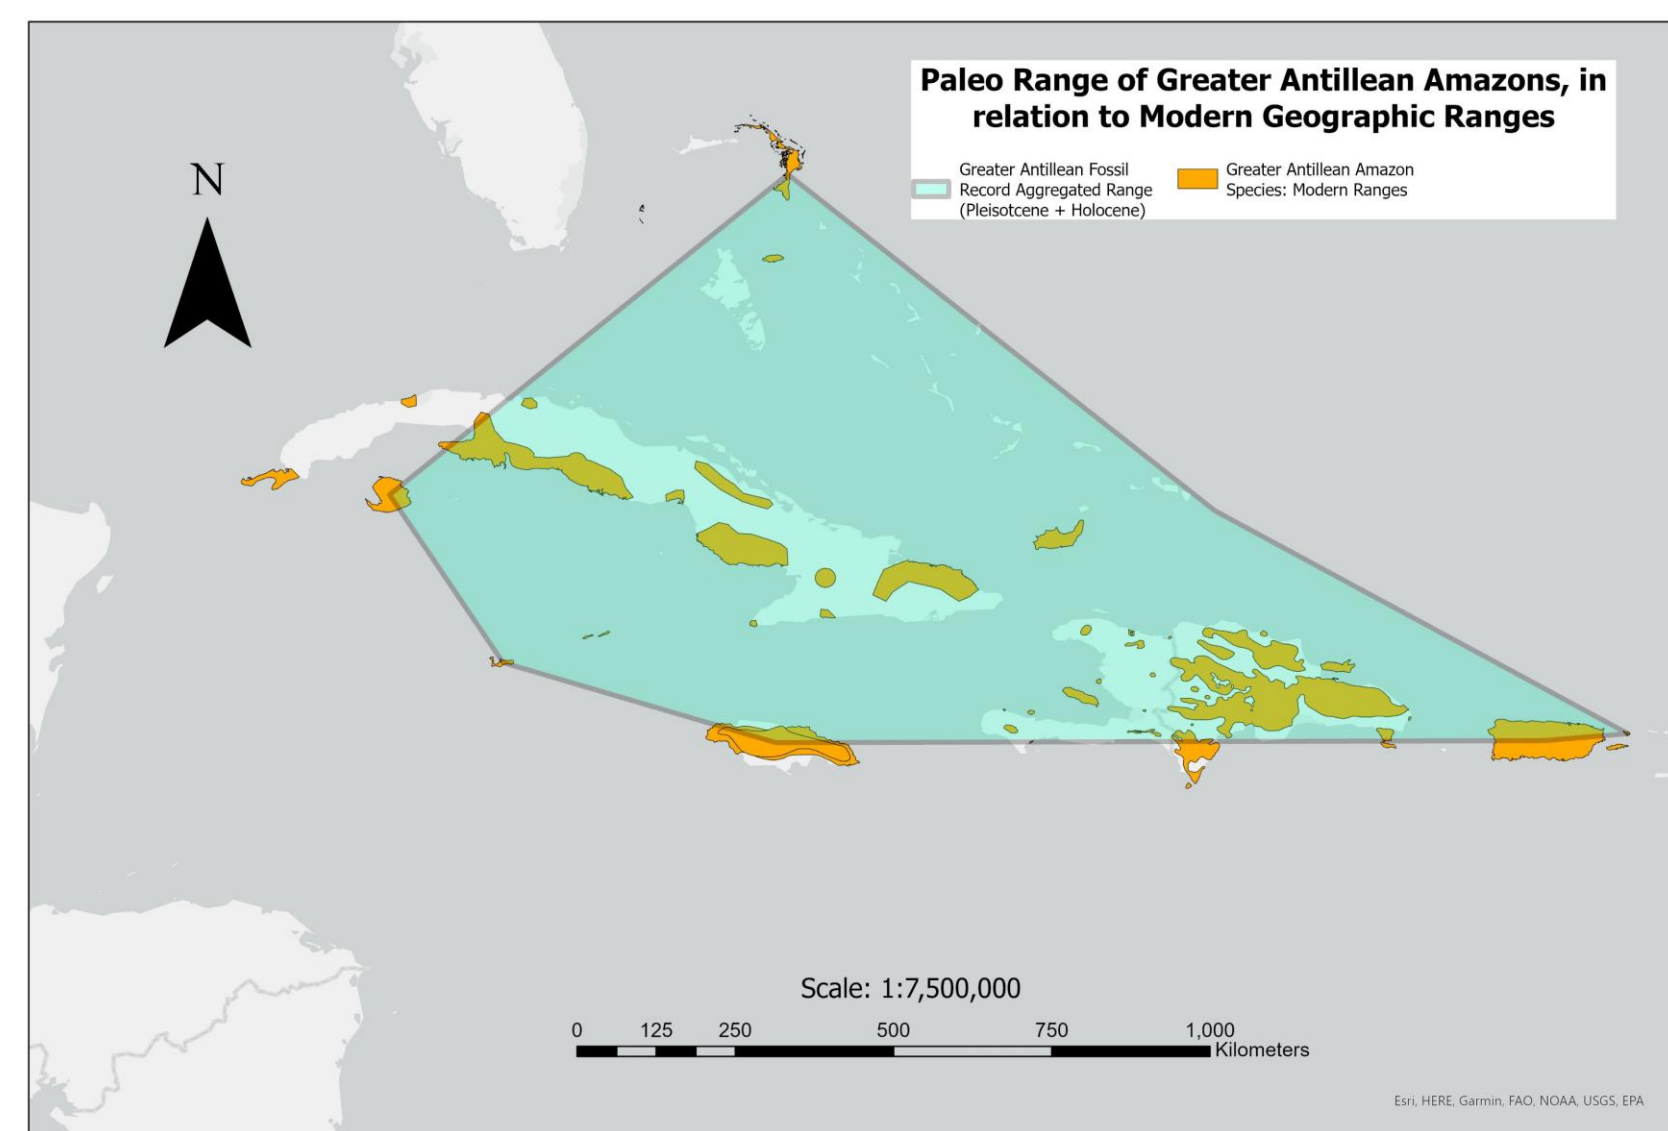 Paleo Range of Greater Antillean Amazons, in
relation to Modern Geographic Ranges
Greater Antillean Fossil
Record Aggregated Range
(Pleisotcene + Holocene)
Greater Antillean Amazon
Species: Modern Ranges
N
Scale: 1:7,500,000
0 125 250 500 750 1,000
Kilometers
Esri, HERE, Garmin, FAO, NOAA, USGS, EPA